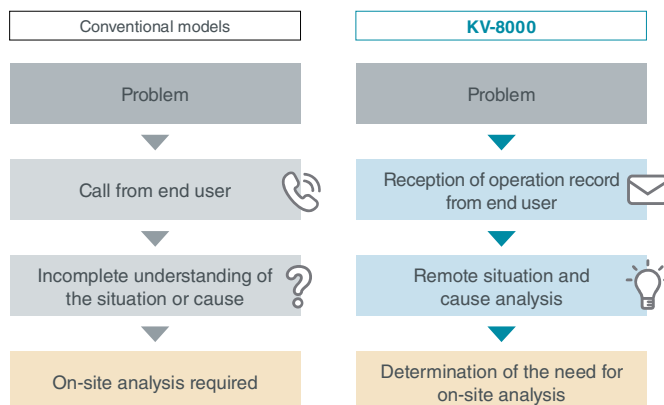 Conventional models
Problem
Call from end user
Incomplete understanding of
the situation or cause
On-site analysis required
KV-8000
Problem
Reception of operation record
from end user
Remote situation and
cause analysis
Determination of the need for
on-site analysis